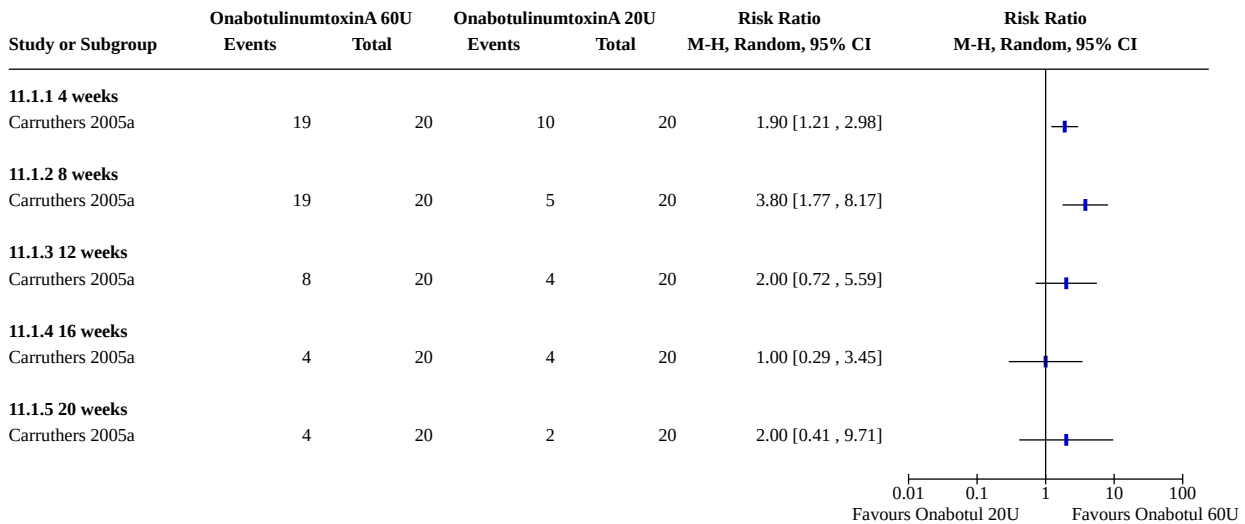 OnabotulinumtoxinA 60U OnabotulinumtoxinA 20U Risk Ratio Risk Ratio
Study or Subgroup Events Total Events Total M-H, Random, 95% CI M-H, Random, 95% CI
11.1.1 4 weeks
Carruthers 2005a 19 20 10 20 1.90 [1.21 , 2.98]
11.1.2 8 weeks
Carruthers 2005a 19 20 5 20 3.80 [1.77 , 8.17]
11.1.3 12 weeks
Carruthers 2005a 8 20 4 20 2.00 [0.72 , 5.59]
11.1.4 16 weeks
Carruthers 2005a 4 20 4 20 1.00 [0.29 , 3.45]
11.1.5 20 weeks
Carruthers 2005a 4 20 2 20 2.00 [0.41 , 9.71]
0.01 0.1 1 10 100
Favours Onabotul 20U Favours Onabotul 60U